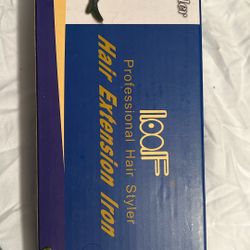 loof
Professional Hair Styler
Hair Extension Iron